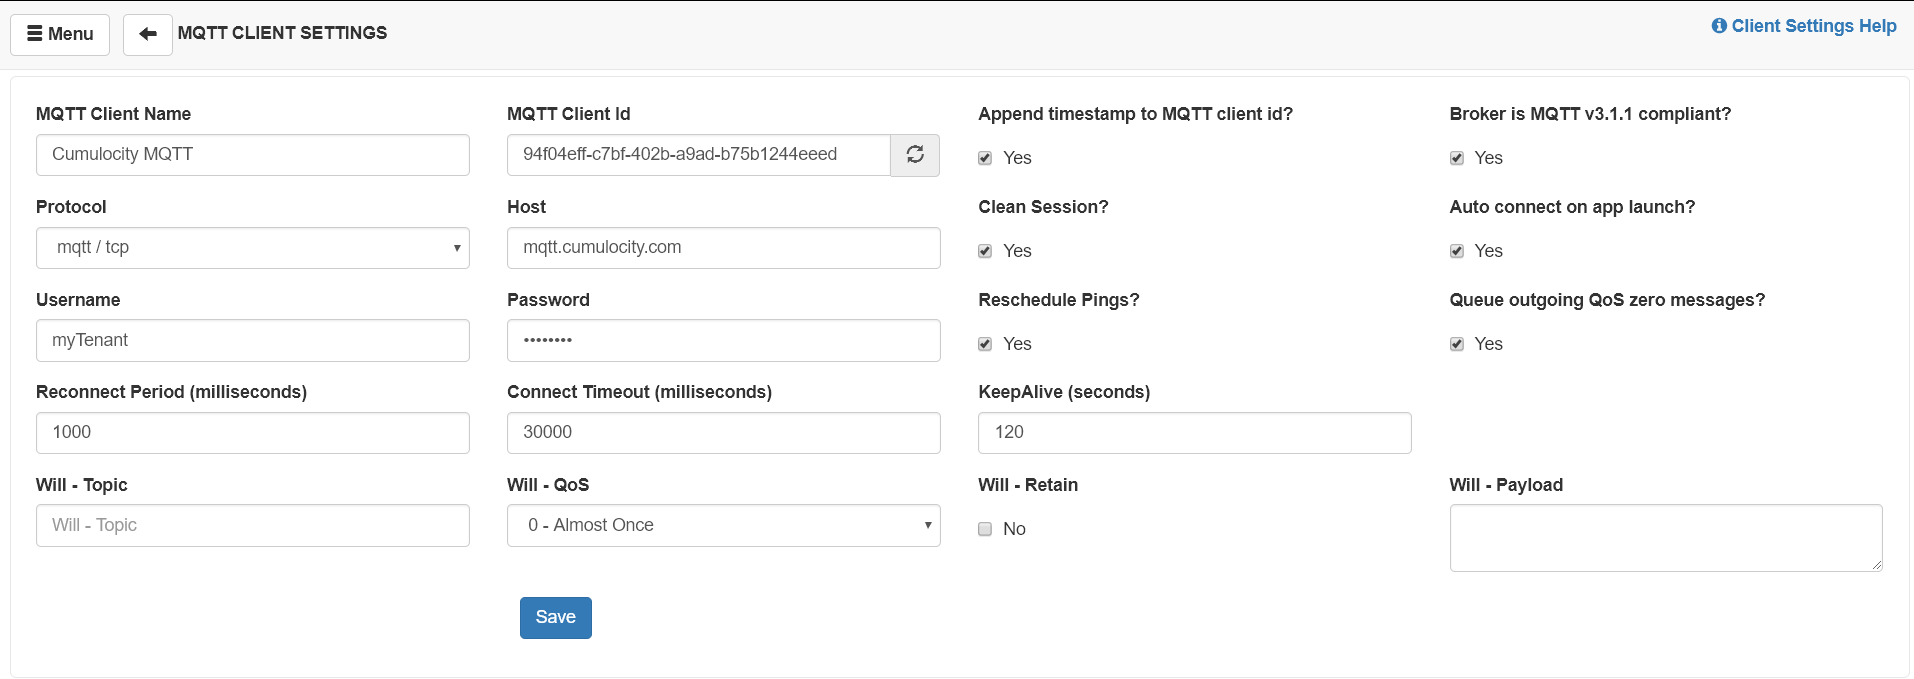 Menu
MQTT CLIENT SETTINGS
Client Settings Help
MQTT Client Name
MQTT Client Id
Append timestamp to MQTT client id?
Broker is MQTT v3.1.1 compliant?
Cumulocity MQTT
94f04eff-c7bf-402b-a9ad-b75b1244eeed
Yes
Yes
Protocol
Host
Clean Session?
Auto connect on app launch?
mqtt / tcp
mqtt.cumulocity.com
Yes
Yes
Username
Password
Reschedule Pings?
Queue outgoing QoS zero messages?
myTenant
••••••••
Yes
Yes
Reconnect Period (milliseconds)
Connect Timeout (milliseconds)
KeepAlive (seconds)
1000
30000
120
Will - Topic
Will - QoS
Will - Retain
Will - Payload
Will - Topic
0 - Almost Once
No
Save